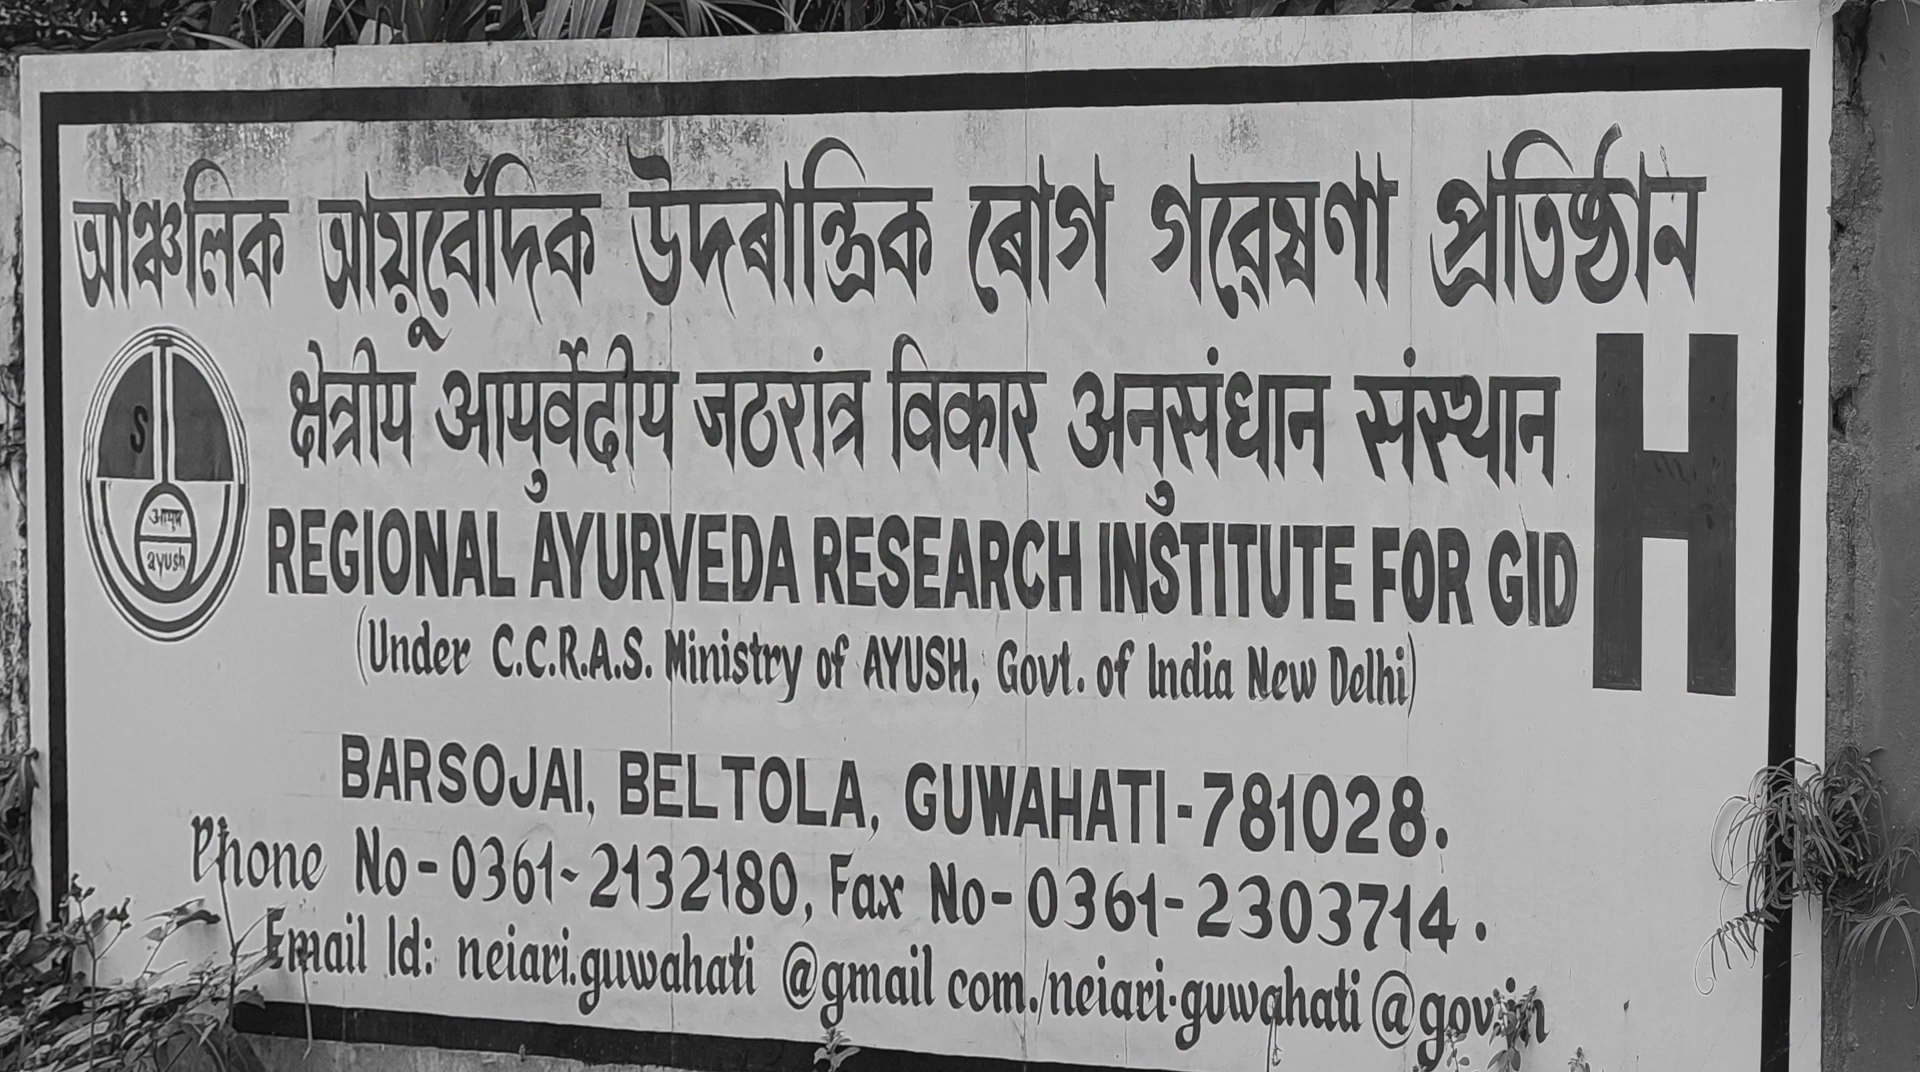 আঞ্চলিক আয়ুৰ্বেদিক উদৰান্ত্ৰিক ৰোগ গৱেষণা প্ৰতিষ্ঠান
क्षेत्रीय आयुर्वेदीय जठरांत्र विकार अनुसंधान संस्थान
H
S
आयुष
ayush
REGIONAL AYURVEDA RESEARCH INSTITUTE FOR GID
(Under C.C.R.A.S. Ministry of AYUSH, Govt. of India New Delhi)
BARSOJAI, BELTOLA, GUWAHATI-781028.
Phone No-0361-2132180, Fax No-0361-2303714.
Email Id: neiari.guwahati @gmail com./neiari.guwahati@gov.in